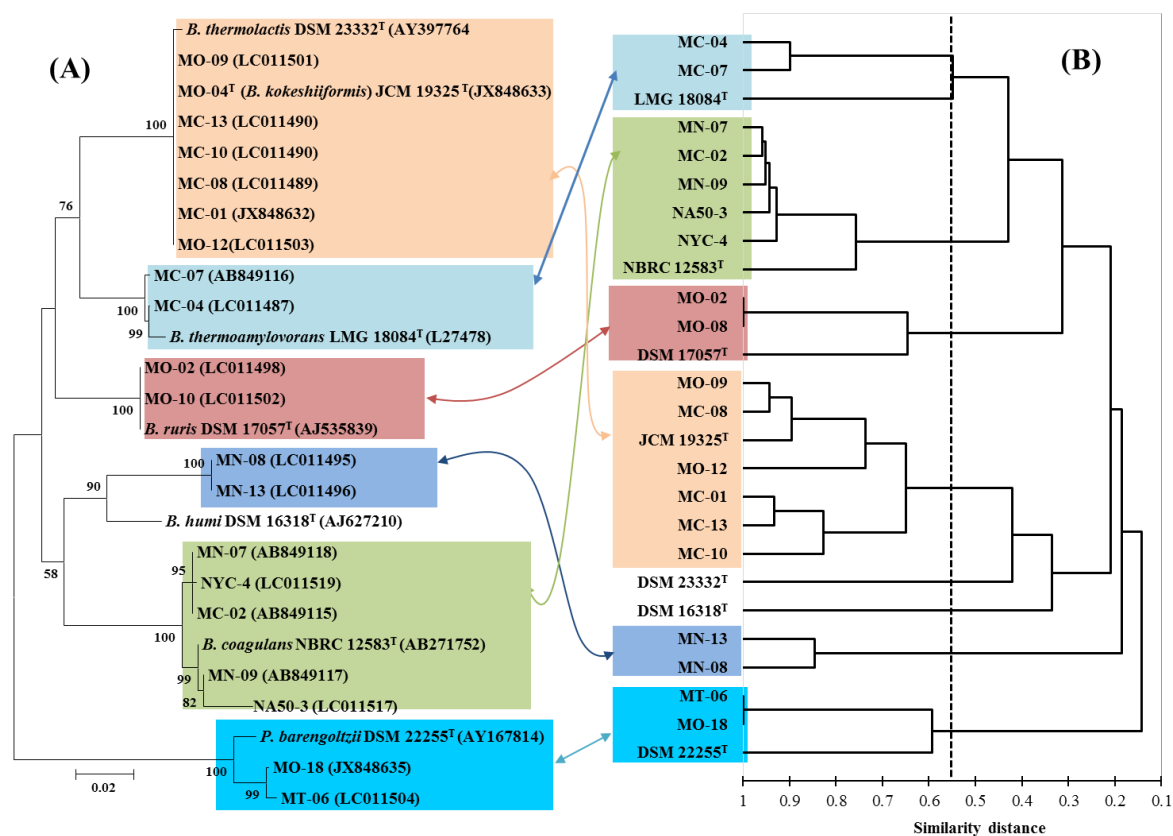 (A)
B. thermolactis DSM 23332ᵀ (AY397764
MO-09 (LC011501)
MO-04ᵀ (B. kokeshiiformis) JCM 19325ᵀ(JX848633)
MC-13 (LC011490)
MC-10 (LC011490)
MC-08 (LC011489)
MC-01 (JX848632)
MO-12(LC011503)
100
76
MC-07 (AB849116)
MC-04 (LC011487)
B. thermoamylovorans LMG 18084ᵀ(L27478)
100
99
MO-02 (LC011498)
MO-10 (LC011502)
B. ruris DSM 17057ᵀ(AJ535839)
100
MN-08 (LC011495)
MN-13 (LC011496)
100
90
B. humi DSM 16318ᵀ(AJ627210)
58
MN-07 (AB849118)
NYC-4 (LC011519)
MC-02 (AB849115)
95
B. coagulans NBRC 12583ᵀ(AB271752)
MN-09 (AB849117)
NA50-3 (LC011517)
100
99
82
P. barengoltzii DSM 22255ᵀ(AY167814)
MO-18 (JX848635)
MT-06 (LC011504)
100
99
0.02
(B)
MC-04
MC-07
LMG 18084ᵀ
MN-07
MC-02
MN-09
NA50-3
NYC-4
NBRC 12583ᵀ
MO-02
MO-08
DSM 17057ᵀ
MO-09
MC-08
JCM 19325ᵀ
MO-12
MC-01
MC-13
MC-10
DSM 23332ᵀ
DSM 16318ᵀ
MN-13
MN-08
MT-06
MO-18
DSM 22255ᵀ
1 0.9 0.8 0.7 0.6 0.5 0.4 0.3 0.2 0.1
Similarity distance